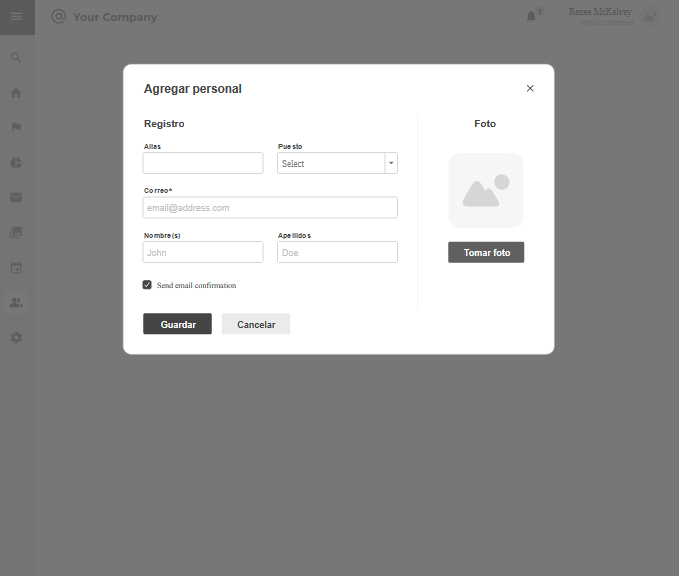 Your Company
2
Renee McKelvey
Product Manager
Agregar personal
Registro
Foto
Alias
Puesto
Select
Correo*
email@address.com
Nombre(s)
Apellidos
John
Doe
Tomar foto
Send email confirmation
Guardar
Cancelar